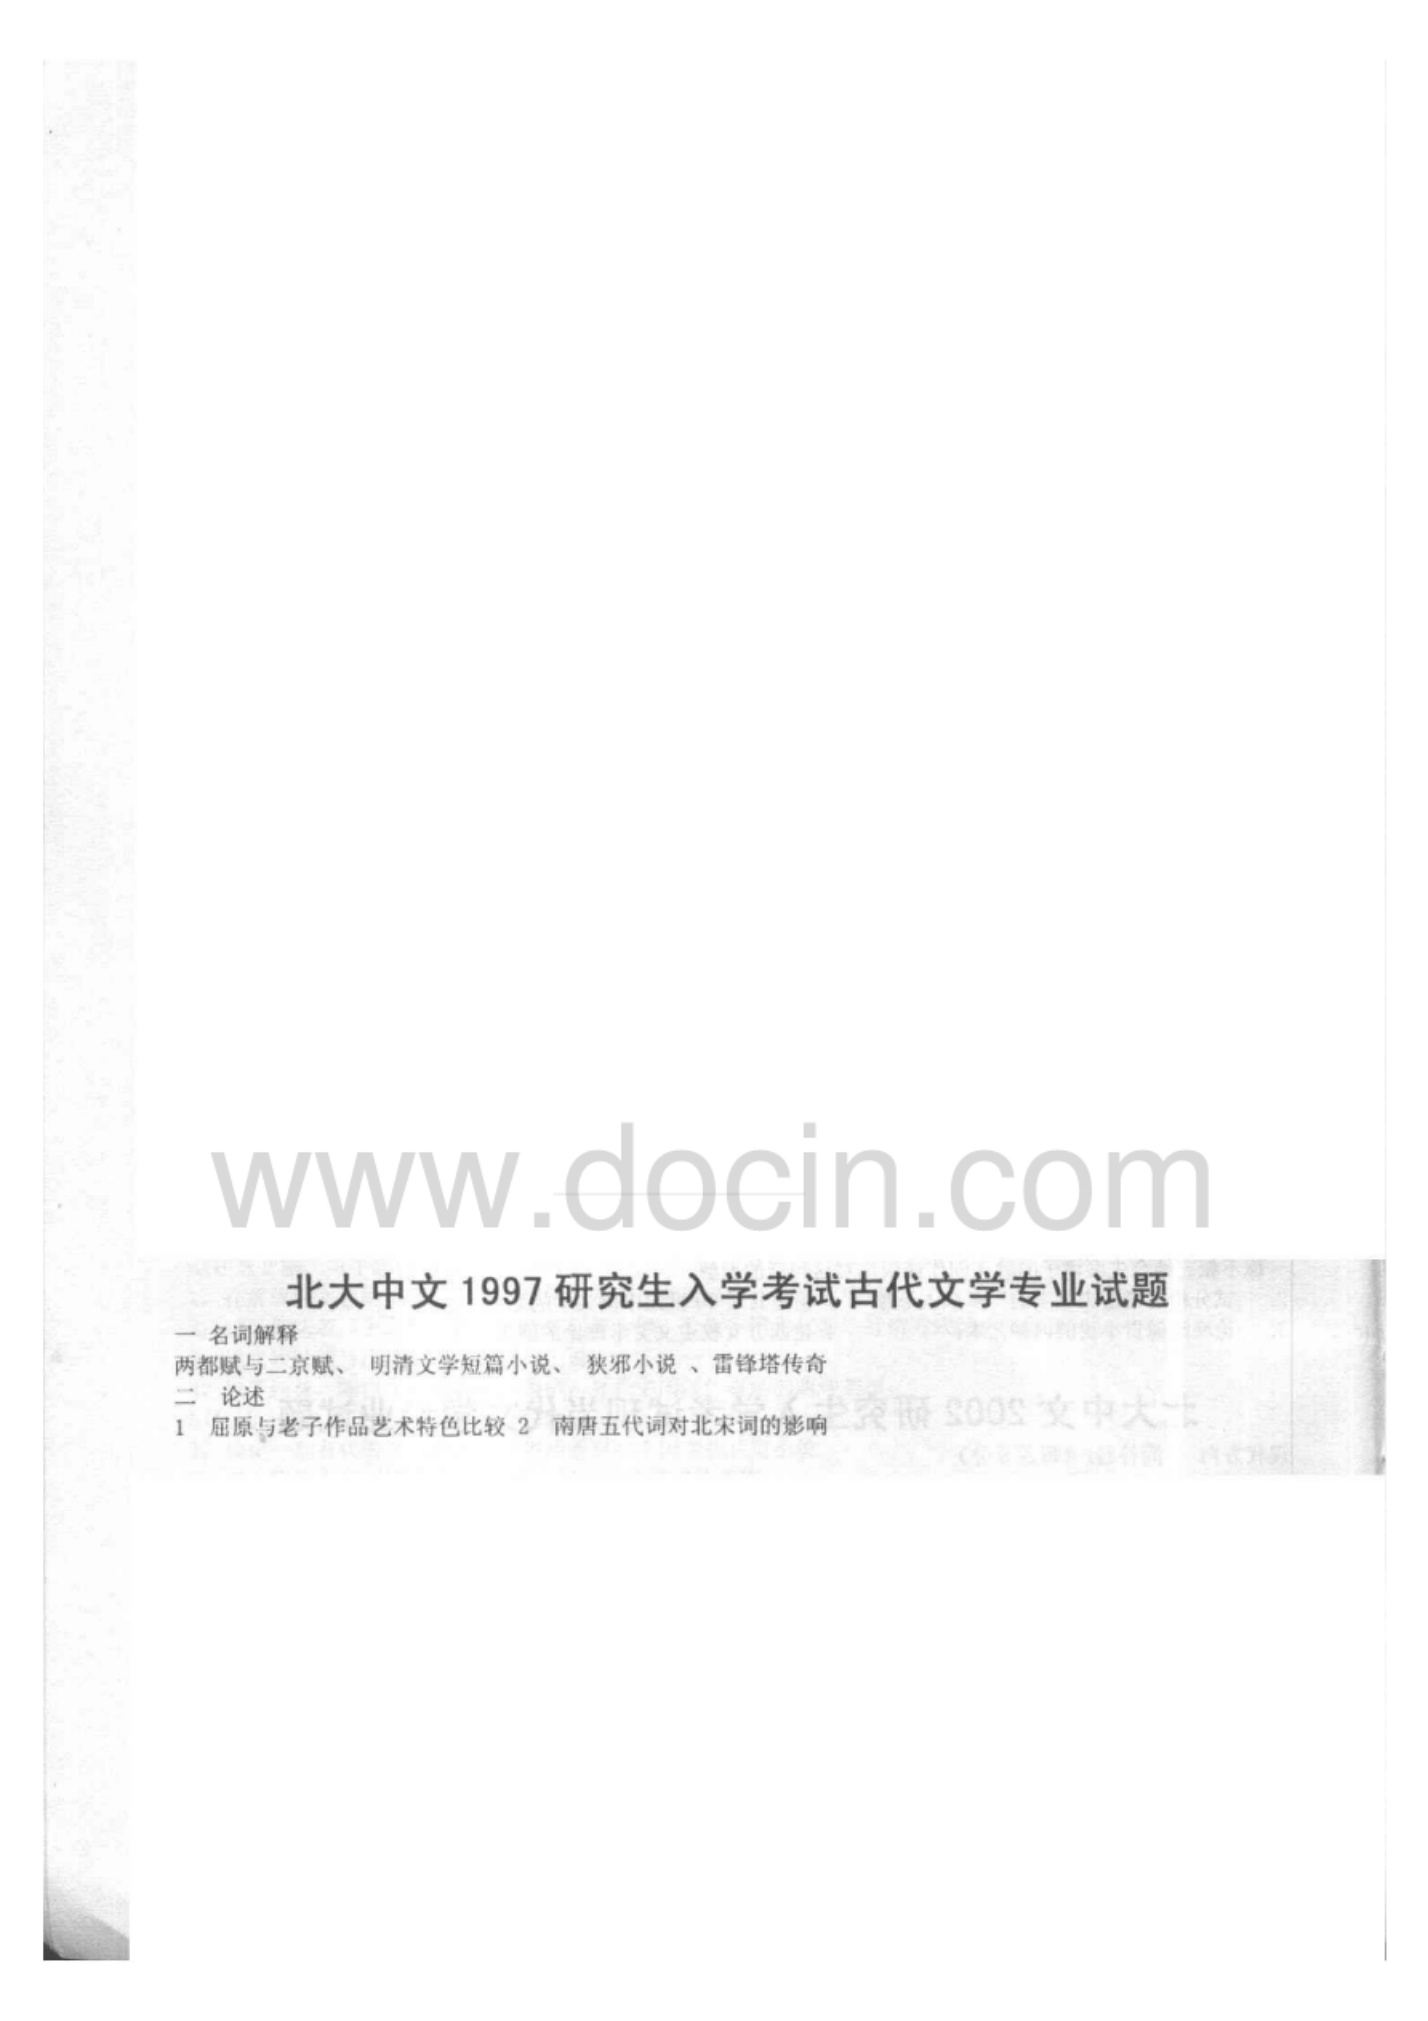 www.docin.com
北大中文 1997 研究生入学考试古代文学专业试题
一 名词解释
两都赋与二京赋、 明清文学短篇小说、 狭邪小说 、雷锋塔传奇
二 论述
1 屈原与老子作品艺术特色比较 2 南唐五代词对北宋词的影响